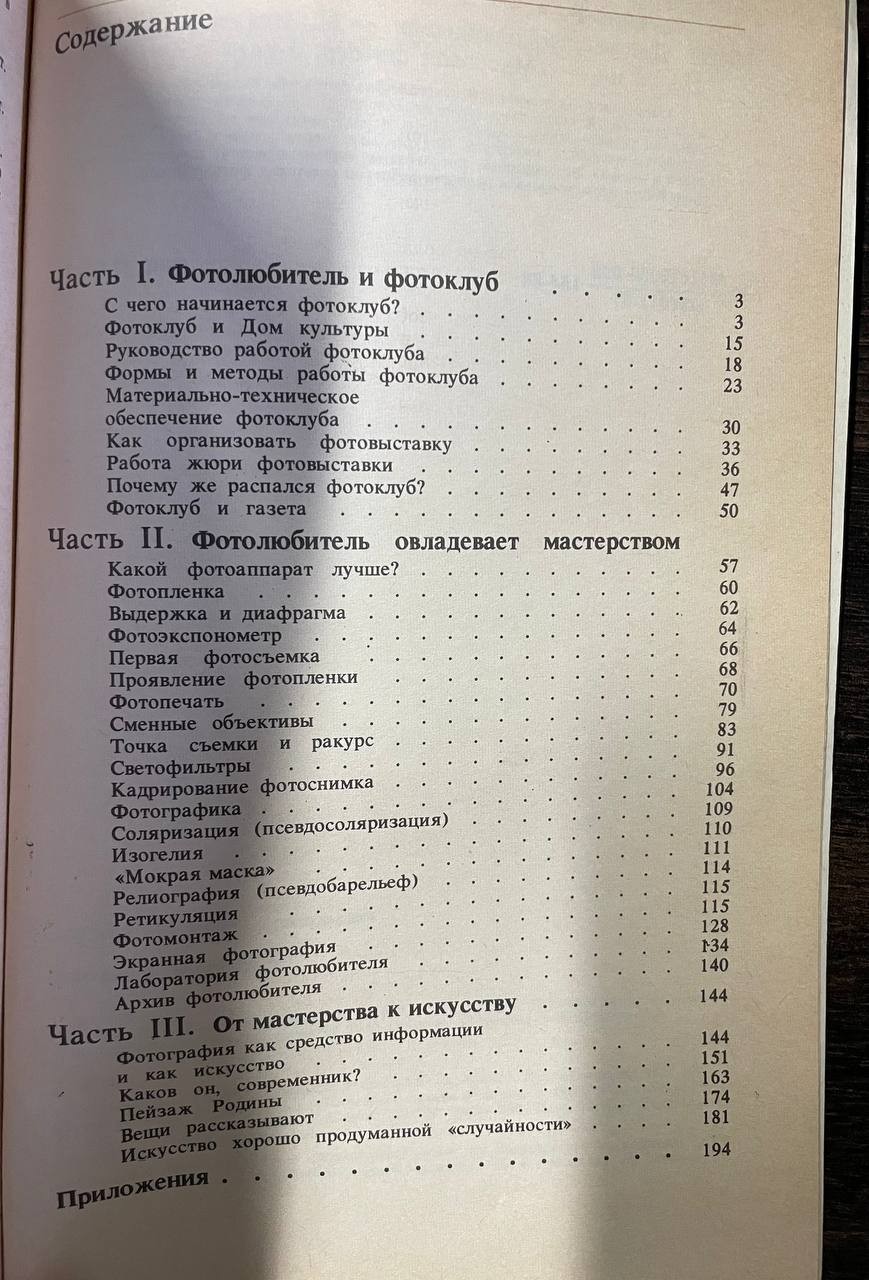 Содержание
Часть I. Фотолюбитель и фотоклуб . . . . . 3
С чего начинается фотоклуб? . . . . . . . . . . . 3
Фотоклуб и Дом культуры . . . . . . . . . . . 15
Руководство работой фотоклуба . . . . . . . . . . 18
Формы и методы работы фотоклуба . . . . . . . . 23
Материально-техническое
обеспечение фотоклуба . . . . . . . . . . . . . 30
Как организовать фотовыставку . . . . . . . . . 33
Работа жюри фотовыставки . . . . . . . . . . . 36
Почему же распался фотоклуб? . . . . . . . . . . 47
Фотоклуб и газета . . . . . . . . . . . . . . 50
Часть II. Фотолюбитель овладевает мастерством
Какой фотоаппарат лучше? . . . . . . . . . . . 57
Фотопленка . . . . . . . . . . . . . . . . . 60
Выдержка и диафрагма . . . . . . . . . . . . . 62
Фотоэкспонометр . . . . . . . . . . . . . . . 64
Первая фотосъемка . . . . . . . . . . . . . 66
Проявление фотопленки . . . . . . . . . . . . 68
Фотопечать . . . . . . . . . . . . . . . . . 70
Сменные объективы . . . . . . . . . . . . . . 79
Точка съемки и ракурс . . . . . . . . . . . . 83
Светофильтры . . . . . . . . . . . . . . . . 91
Кадрирование фотоснимка . . . . . . . . . . . . 96
Фотографика . . . . . . . . . . . . . . . . . 104
Соляризация (псевдосоляризация) . . . . . . . . . 109
Изогелия . . . . . . . . . . . . . . . . . . 110
«Мокрая маска» . . . . . . . . . . . . . . . 111
Релиография (псевдобарельеф) . . . . . . . . . . 114
Ретикуляция . . . . . . . . . . . . . . . . 115
Фотомонтаж . . . . . . . . . . . . . . . . . 115
Экранная фотография . . . . . . . . . . . . . 128
Лаборатория фотолюбителя . . . . . . . . . . . 134
Архив фотолюбителя . . . . . . . . . . . . . . 140
Часть III. От мастерства к искусству . . . . . 144
Фотография как средство информации
и как искусство . . . . . . . . . . . . . . . 144
Каков он, современник? . . . . . . . . . . . . 151
Пейзаж Родины . . . . . . . . . . . . . . . 163
Вещи рассказывают . . . . . . . . . . . . . . 174
Искусство хорошо продуманной «случайности» . . . . 181
Приложения . . . . . . . . . . . . . . . 194